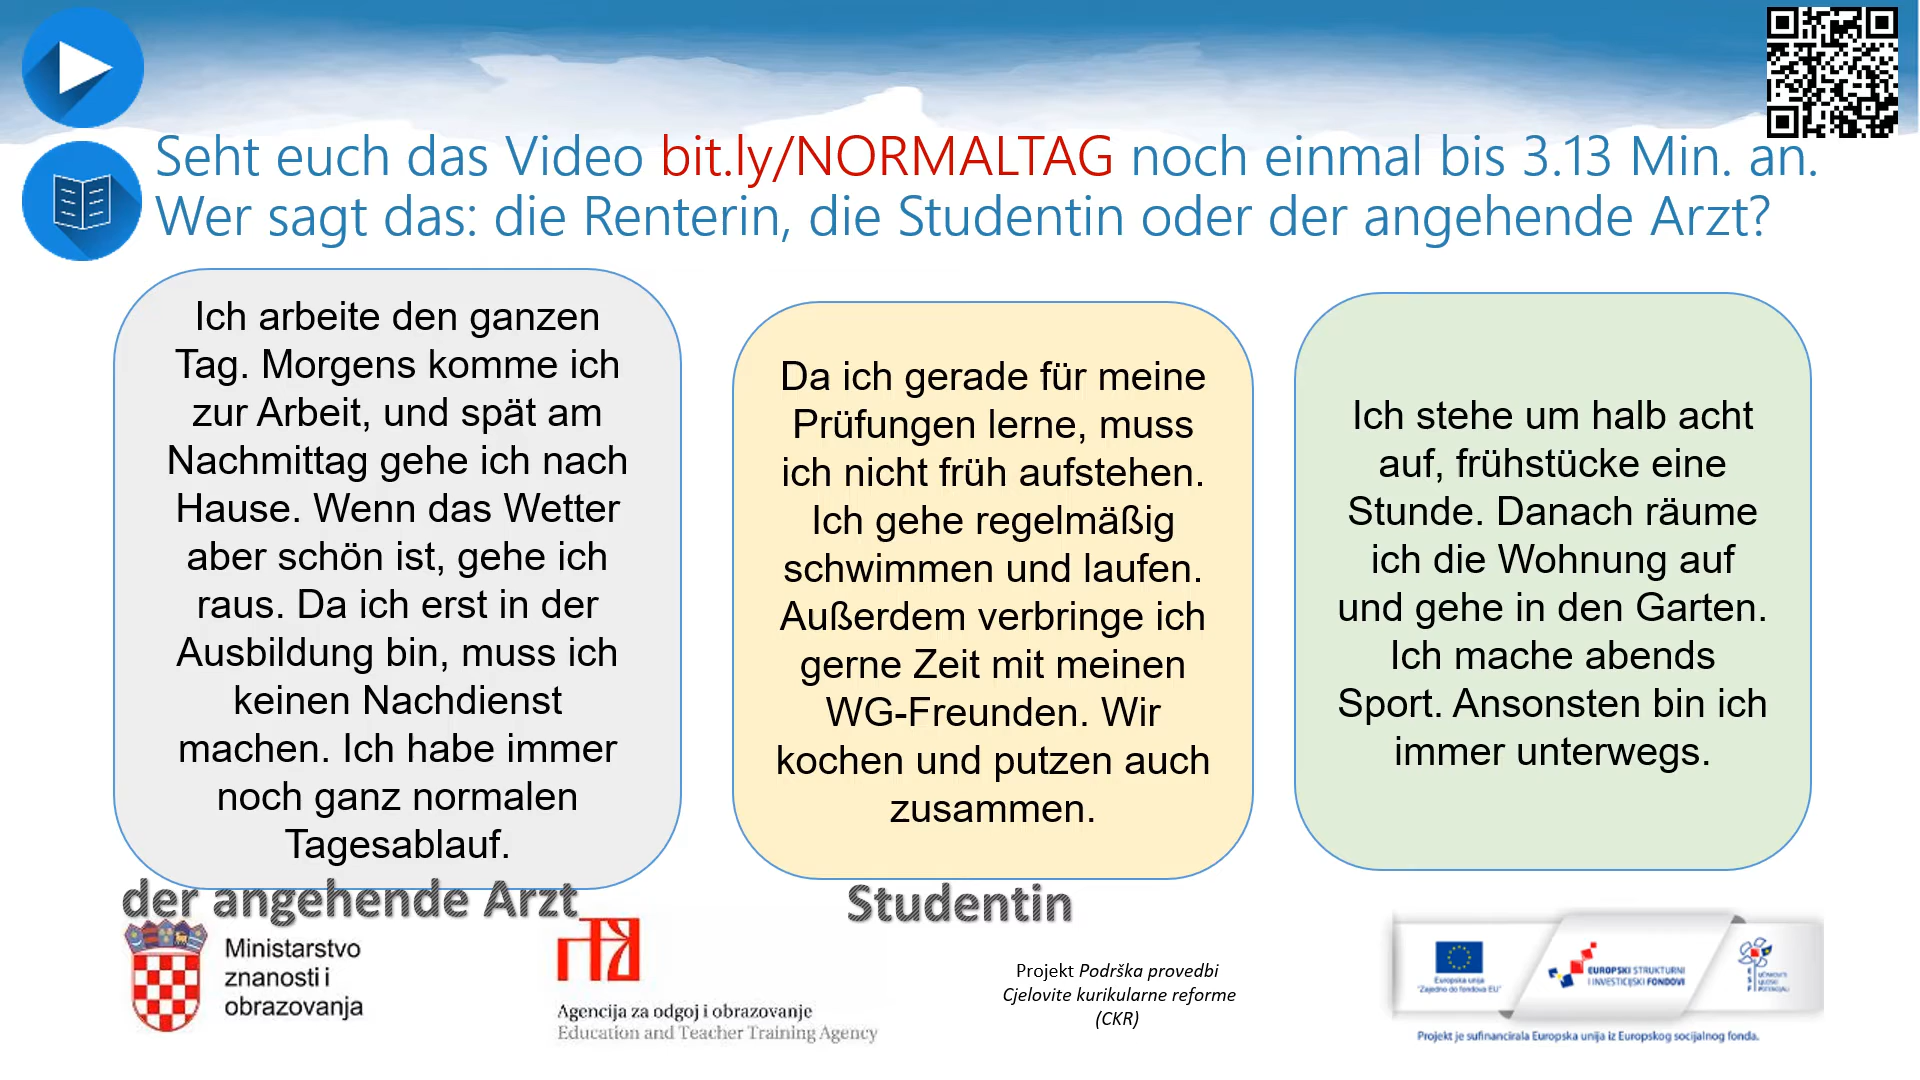 Seht euch das Video bit.ly/NORMALTAG noch einmal bis 3.13 Min. an.
Wer sagt das: die Renterin, die Studentin oder der angehende Arzt?
Ich arbeite den ganzen
Tag. Morgens komme ich
zur Arbeit, und spät am
Nachmittag gehe ich nach
Hause. Wenn das Wetter
aber schön ist, gehe ich
raus. Da ich erst in der
Ausbildung bin, muss ich
keinen Nachdienst
machen. Ich habe immer
noch ganz normalen
Tagesablauf.
der angehende Arzt
Da ich gerade für meine
Prüfungen lerne, muss
ich nicht früh aufstehen.
Ich gehe regelmäßig
schwimmen und laufen.
Außerdem verbringe ich
gerne Zeit mit meinen
WG-Freunden. Wir
kochen und putzen auch
zusammen.
Studentin
Ich stehe um halb acht
auf, frühstücke eine
Stunde. Danach räume
ich die Wohnung auf
und gehe in den Garten.
Ich mache abends
Sport. Ansonsten bin ich
immer unterwegs.
Ministarstvo
znanosti i
obrazovanja
Agencija za odgoj i obrazovanje
Education and Teacher Training Agency
Projekt Podrška provedbi
Cjelovite kurikularne reforme
(CKR)
Europska unija
"Zajedno do fondova EU"
EUROPSKI STRUKTURNI
I INVESTICIJSKI FONDOVI
Projekt je sufinancirala Europska unija iz Europskog socijalnog fonda.